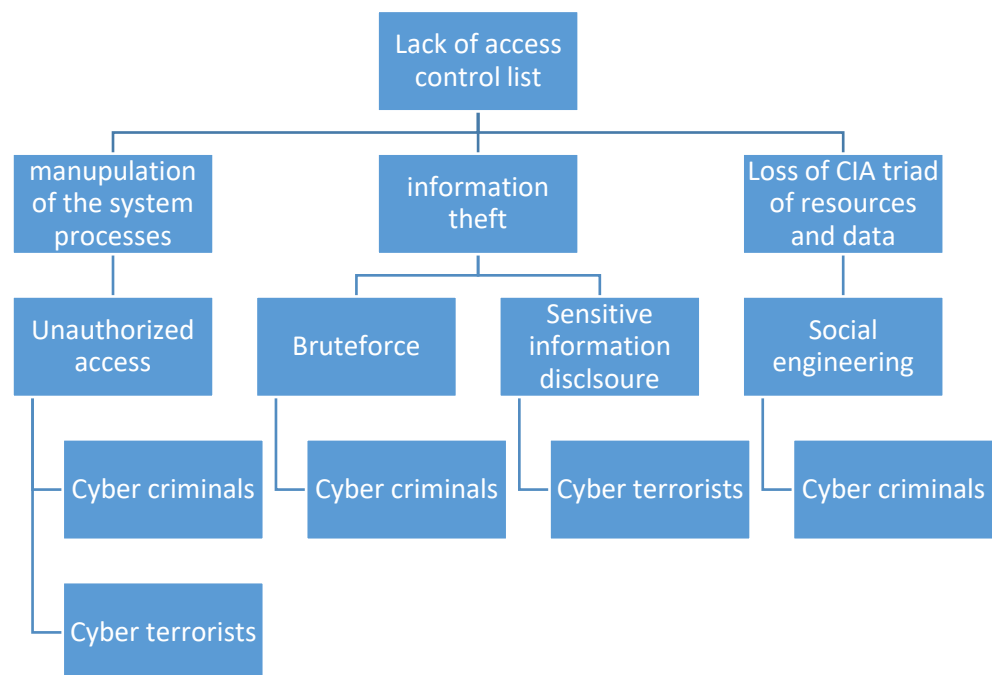 Lack of access
control list
manupulation
of the system
processes
information
theft
Loss of CIA triad
of resources
and data
Unauthorized
access
Bruteforce
Sensitive
information
disclsoure
Social
engineering
Cyber criminals
Cyber criminals
Cyber terrorists
Cyber criminals
Cyber terrorists